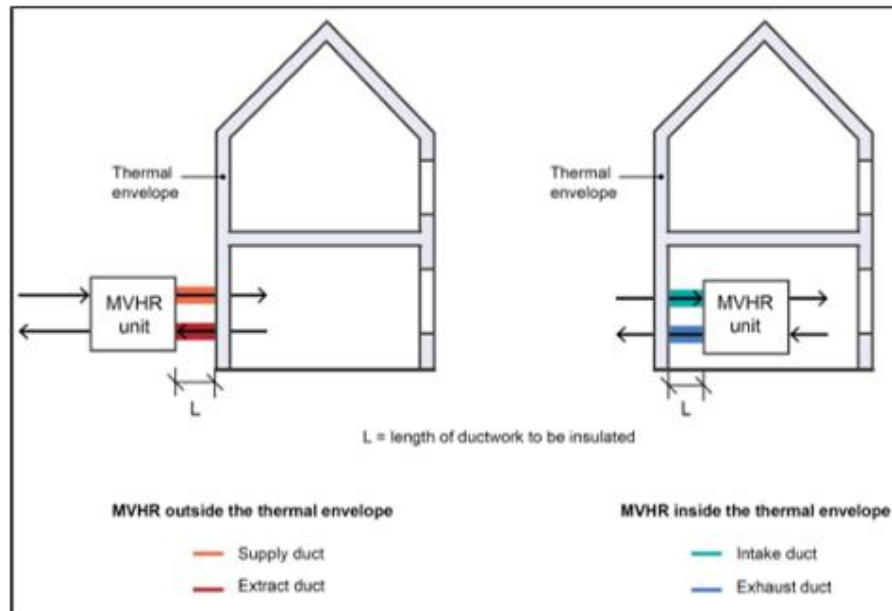 Thermal
envelope
MVHR
unit
L
Thermal
envelope
MVHR
unit
L
L = length of ductwork to be insulated
MVHR outside the thermal envelope
Supply duct
Extract duct
MVHR inside the thermal envelope
Intake duct
Exhaust duct